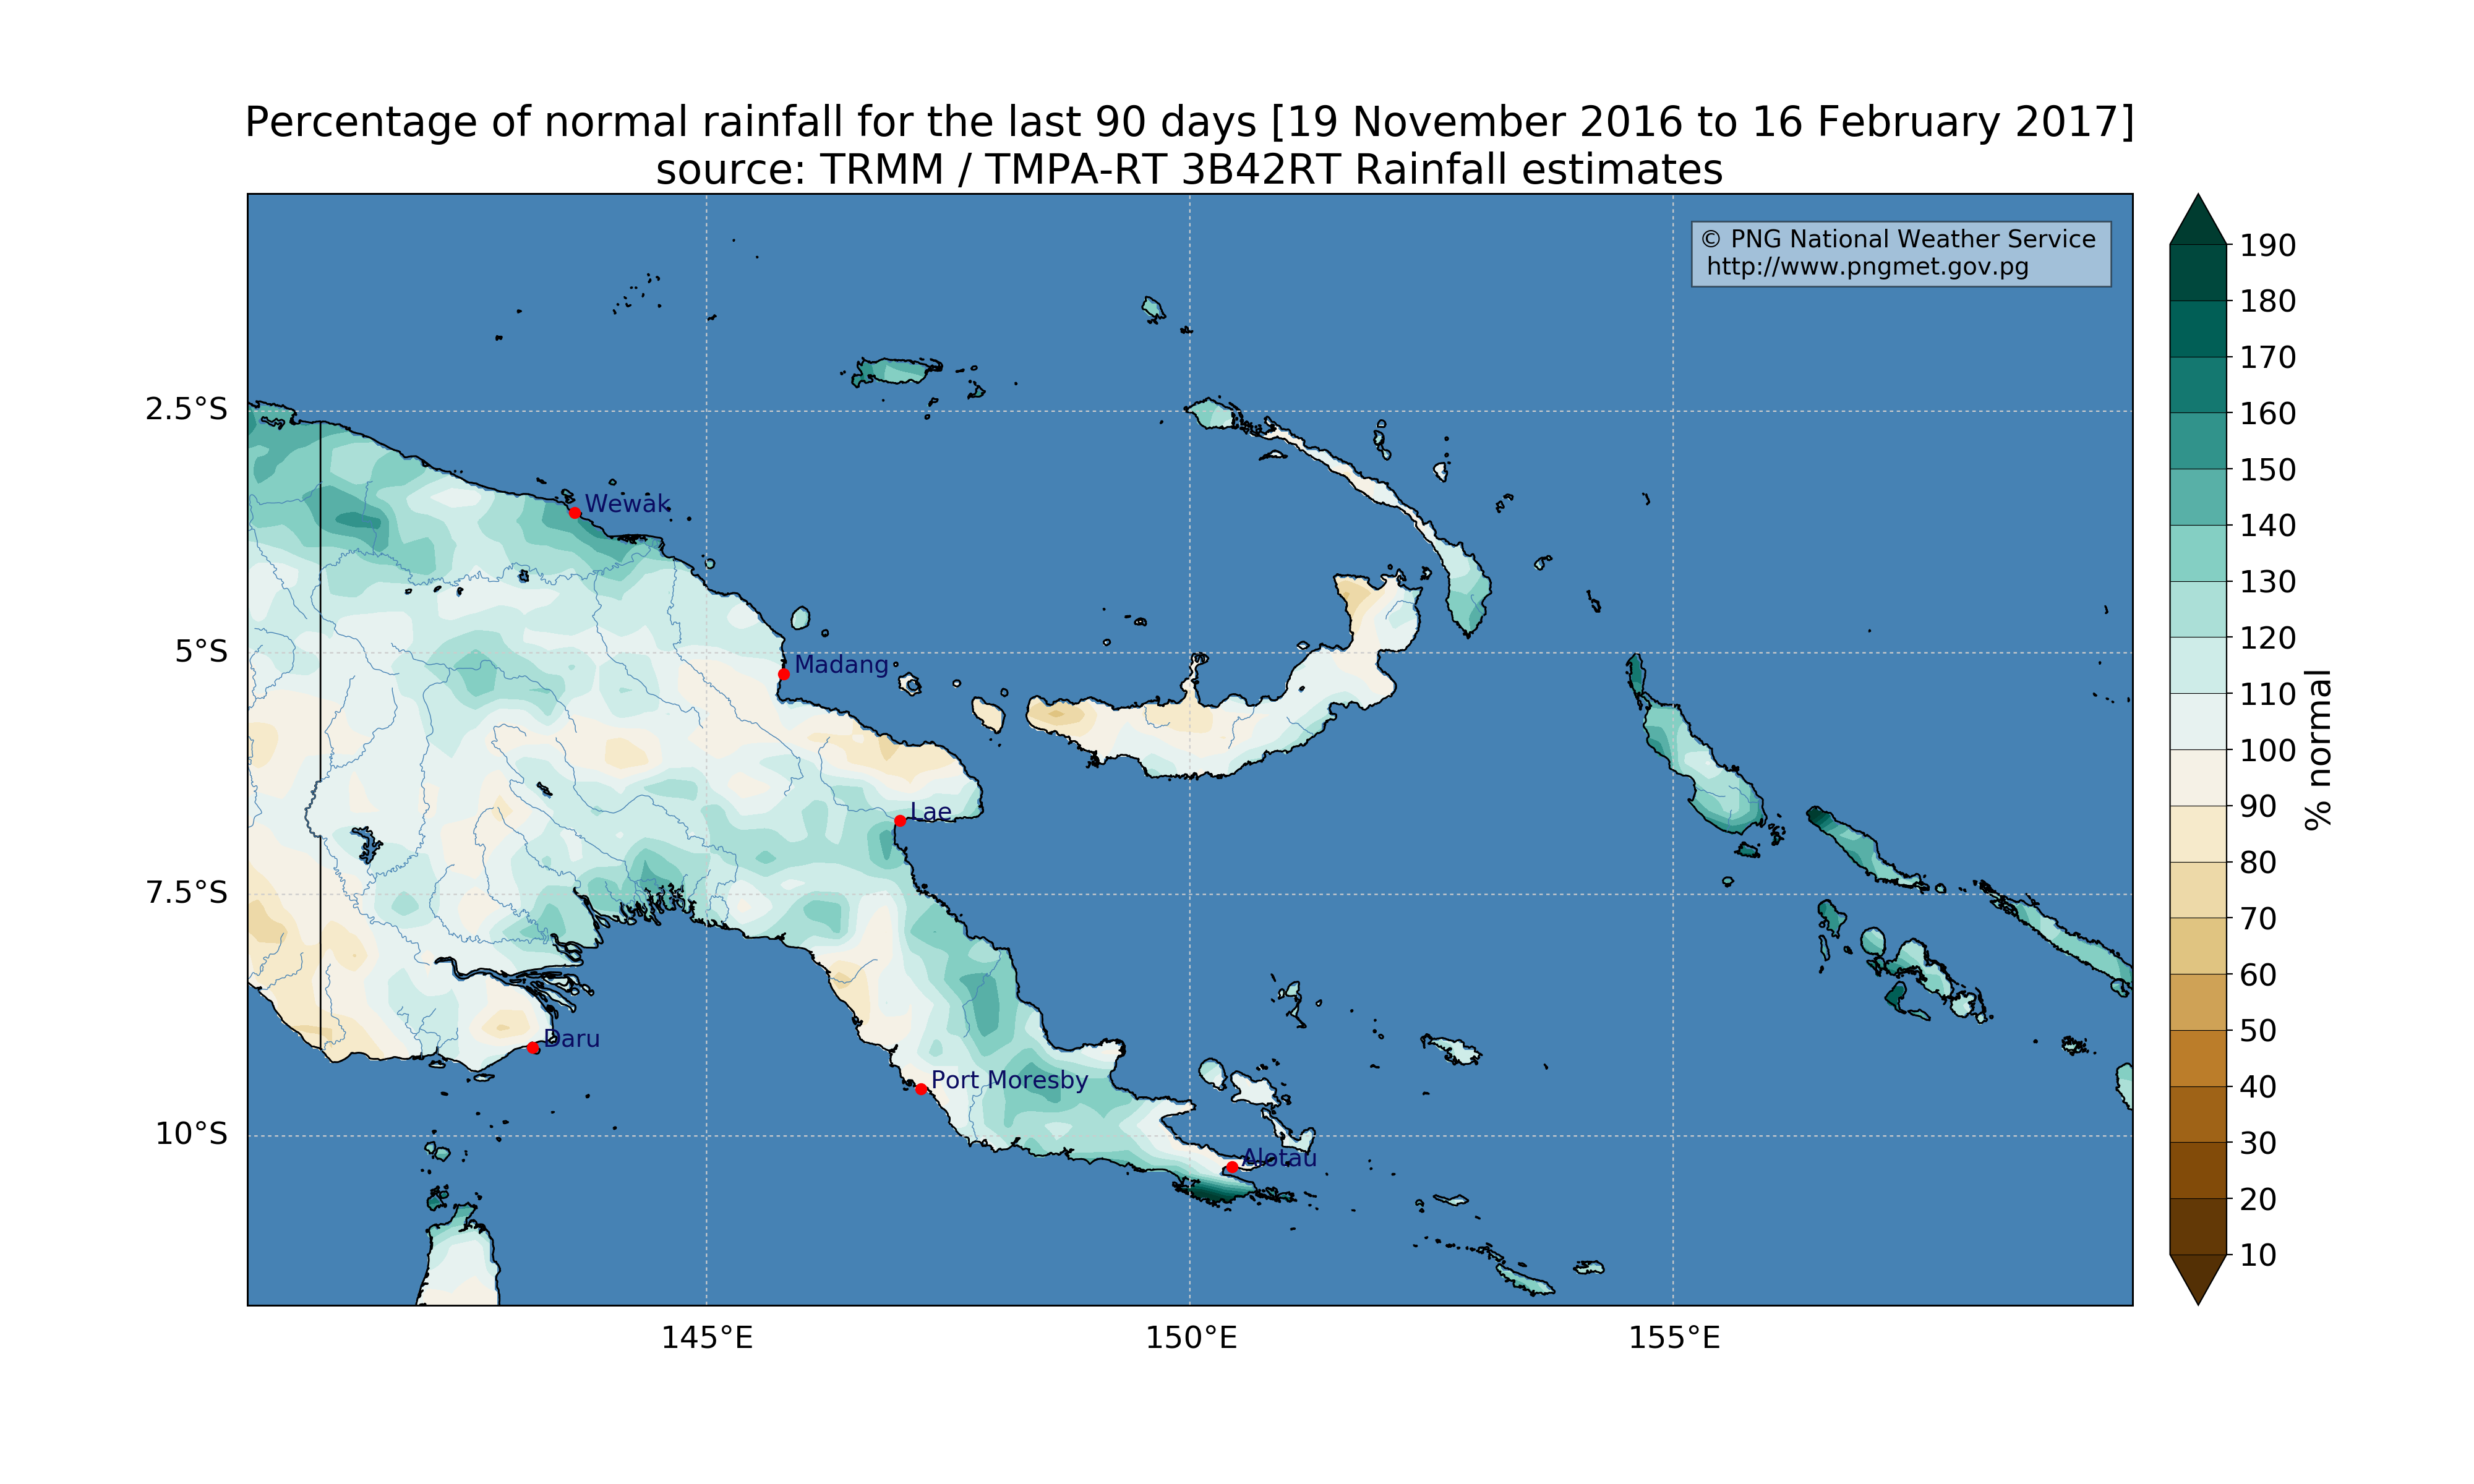 Percentage of normal rainfall for the last 90 days [19 November 2016 to 16 February 2017]
source: TRMM / TMPA-RT 3B42RT Rainfall estimates
© PNG National Weather Service
http://www.pngmet.gov.pg
2.5°S
5°S
7.5°S
10°S
Wewak
Madang
Lae
Daru
Port Moresby
Alotau
145°E
150°E
155°E
190
180
170
160
150
140
130
120
110
100
90
80
70
60
50
40
30
20
10
% normal